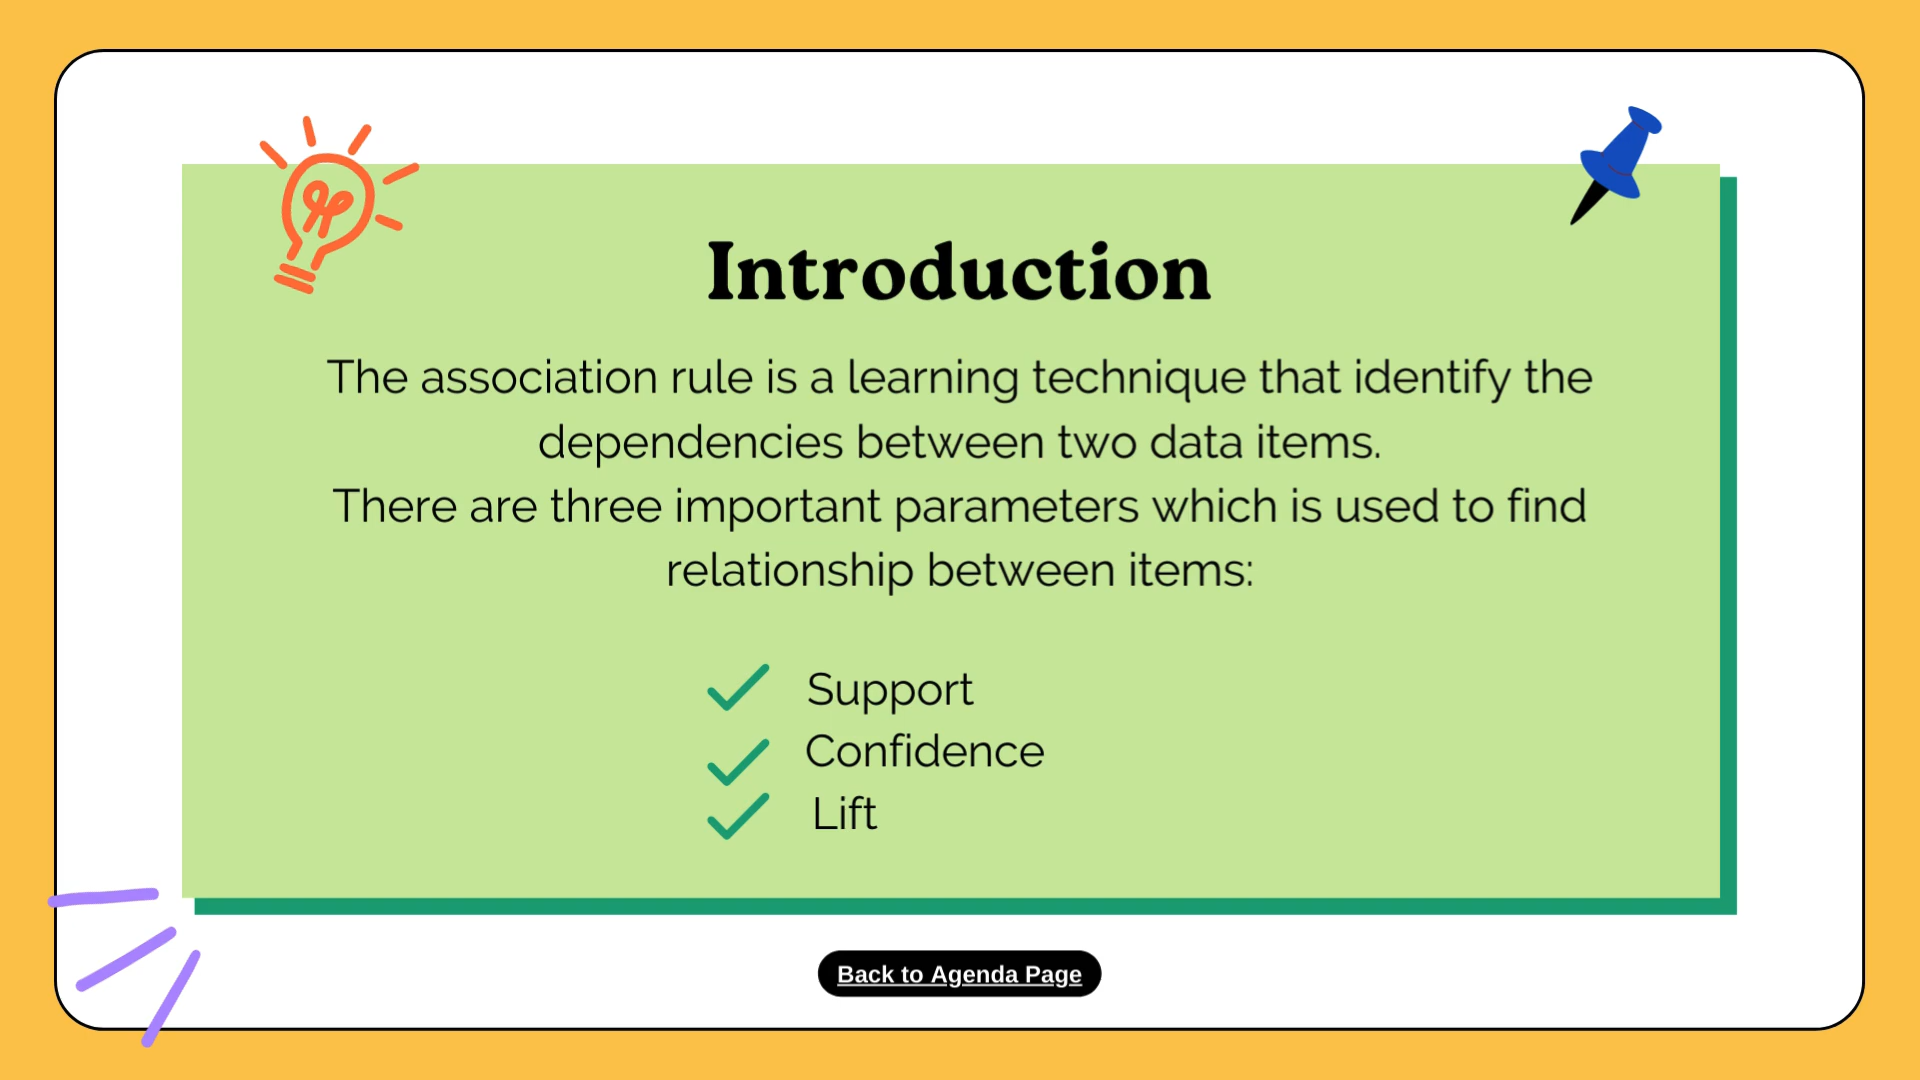 Introduction
The association rule is a learning technique that identify the
dependencies between two data items.
There are three important parameters which is used to find
relationship between items:
Support
Confidence
Lift
Back to Agenda Page